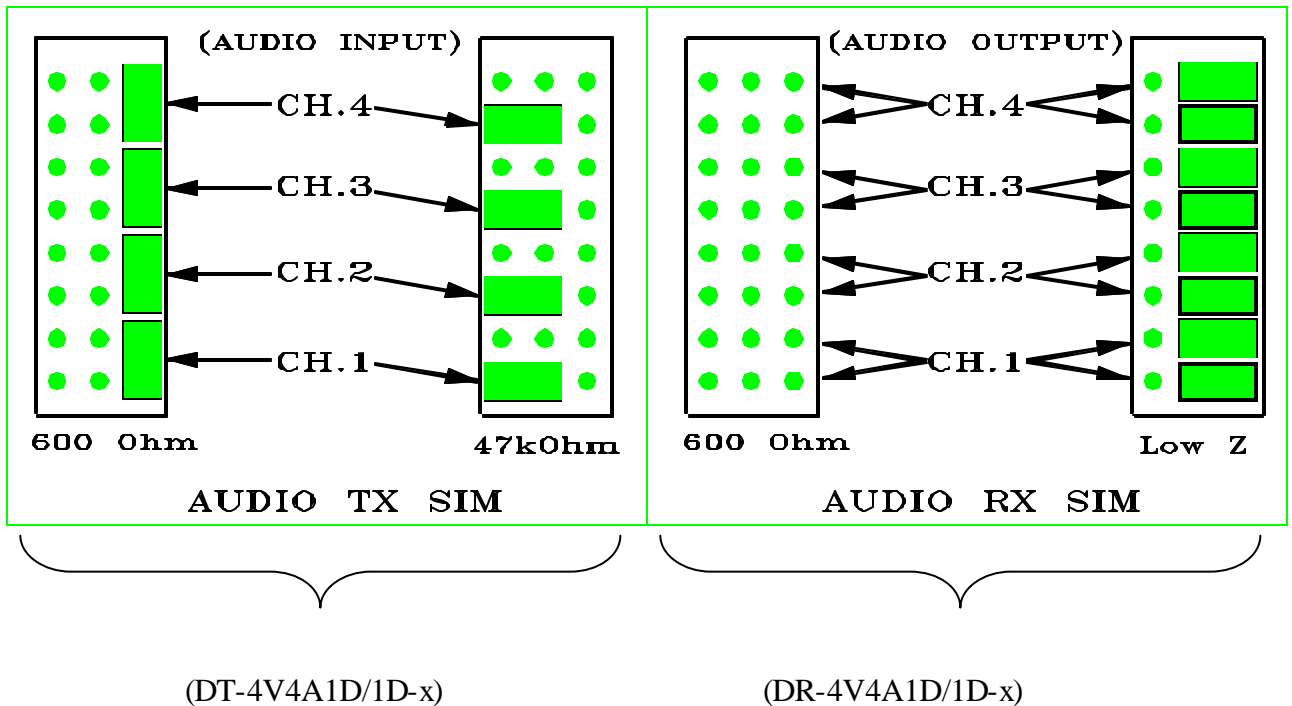 (AUDIO INPUT)
CH.4
CH.3
CH.2
CH.1
600 Ohm
47kOhm
AUDIO TX SIM
(AUDIO OUTPUT)
CH.4
CH.3
CH.2
CH.1
600 Ohm
Low Z
AUDIO RX SIM
(DT-4V4A1D/1D-x)
(DR-4V4A1D/1D-x)